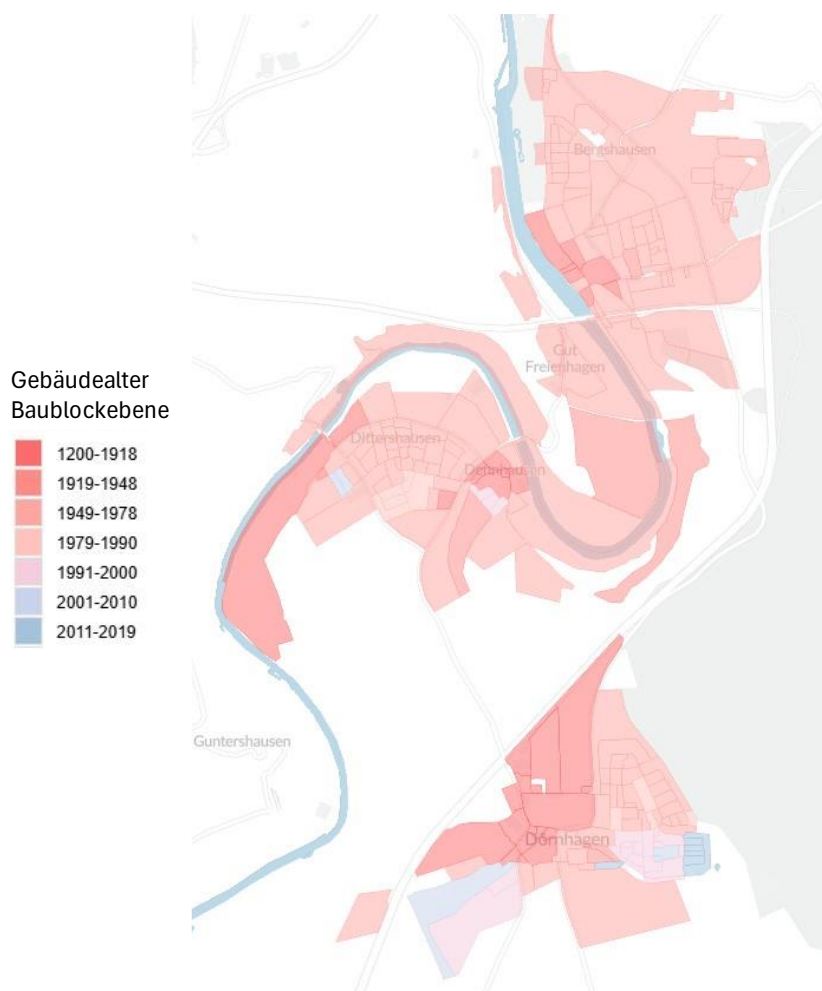 Bergshausen
Gut
Freienhagen
Dittershausen
Dennhausen
Gebäudealter
Baublockebene
1200-1918
1919-1948
1949-1978
1979-1990
1991-2000
2001-2010
2011-2019
Guntershausen
Dörnhagen